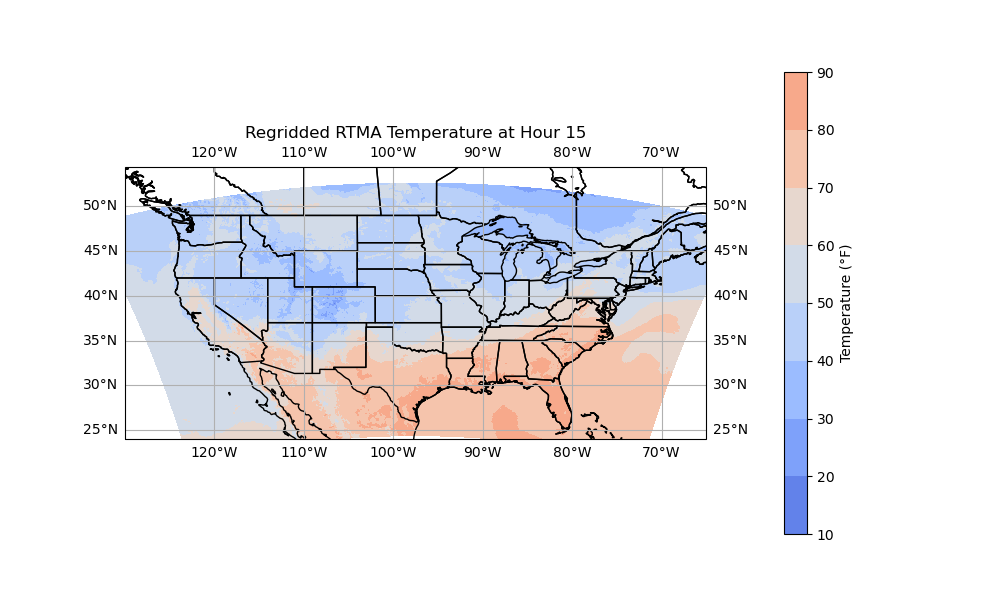 Regridded RTMA Temperature at Hour 15
120°W 110°W 100°W 90°W 80°W 70°W
50°N 50°N
45°N 45°N
40°N 40°N
35°N 35°N
30°N 30°N
25°N 25°N
120°W 110°W 100°W 90°W 80°W 70°W
90
80
70
60
50
40
30
20
10
Temperature (°F)